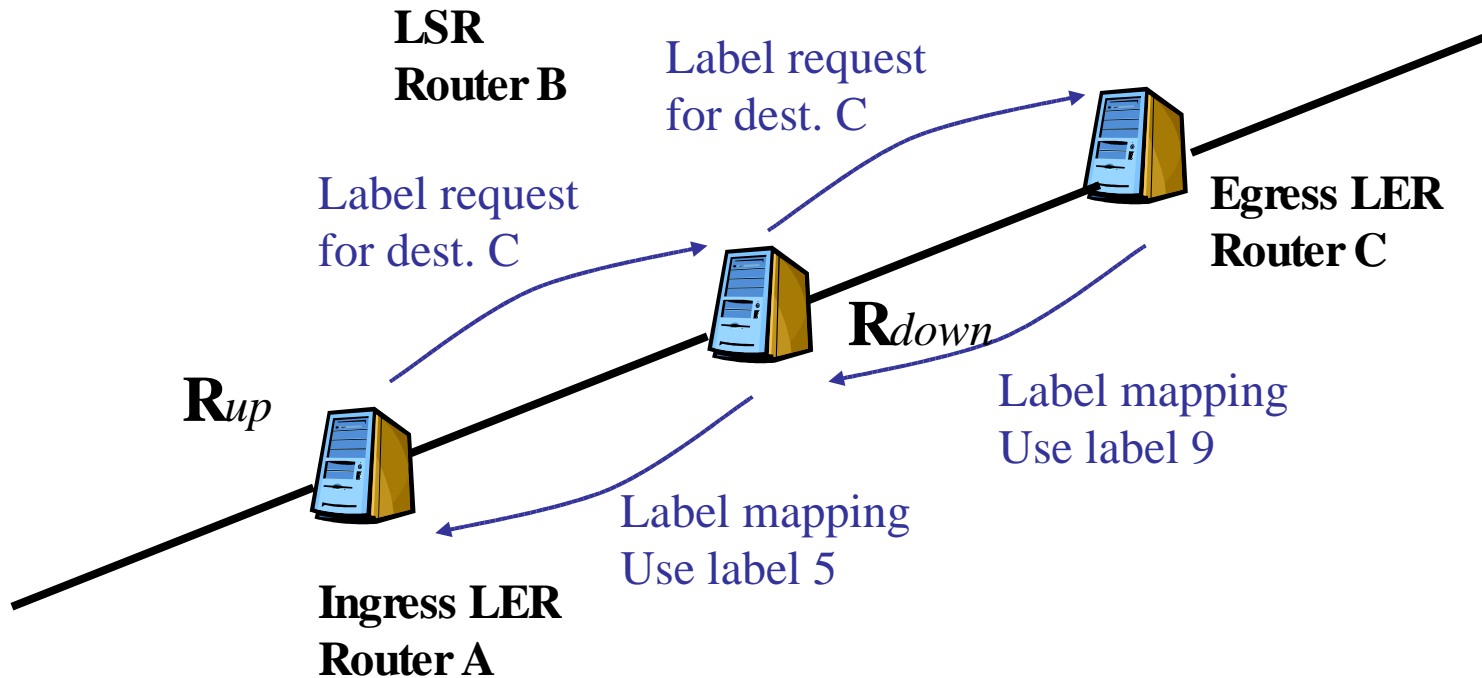 LSR
Router B
Label request
for dest. C
Label request
for dest. C
Egress LER
Router C
Rdown
Rup
Label mapping
Use label 9
Label mapping
Use label 5
Ingress LER
Router A